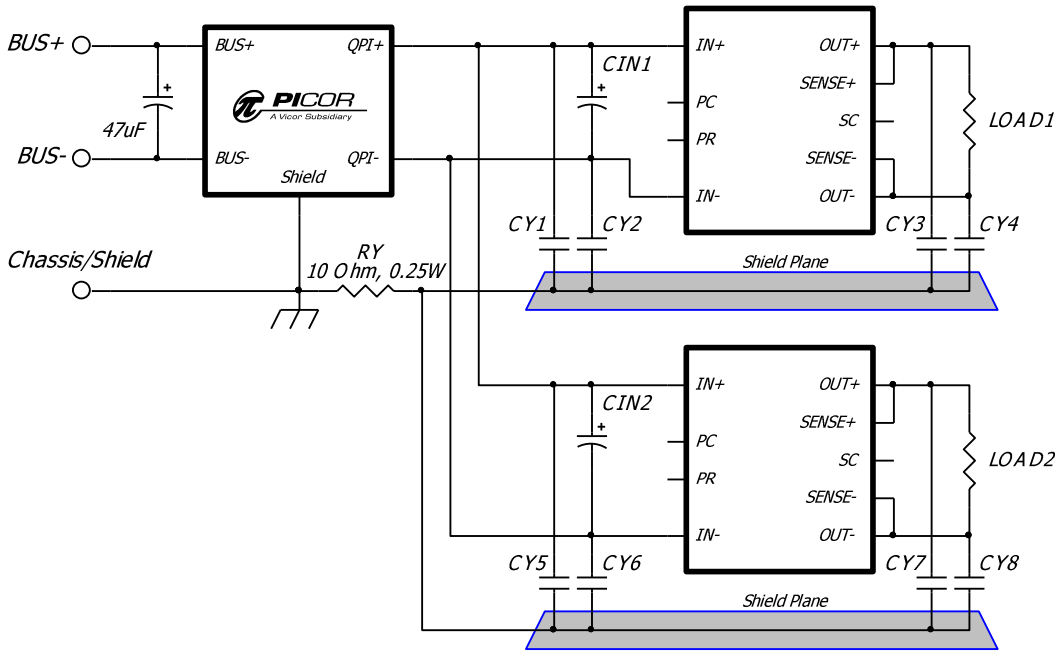 BUS+
BUS-
47uF
BUS+
QPI+
π PICOR
A Vicor Subsidiary
BUS-
QPI-
Shield
Chassis/Shield
RY
10 Ohm, 0.25W
CIN1
+
+
CY1
CY2
IN+
PC
PR
IN-
OUT+
SENSE+
SC
SENSE-
OUT-
LOAD1
CY3
CY4
Shield Plane
CIN2
+
CY5
CY6
IN+
PC
PR
IN-
OUT+
SENSE+
SC
SENSE-
OUT-
LOAD2
CY7
CY8
Shield Plane